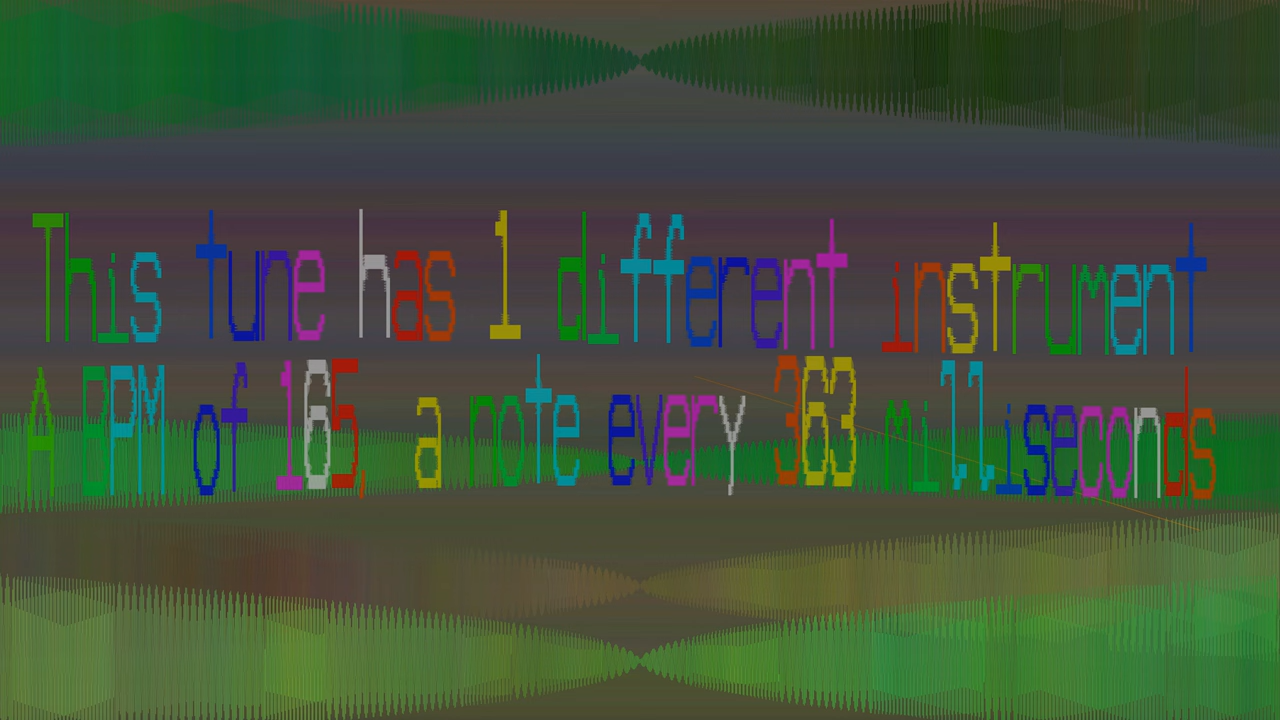 This tune has 1 different instrument
A BPM of 165, a note every 363 milliseconds